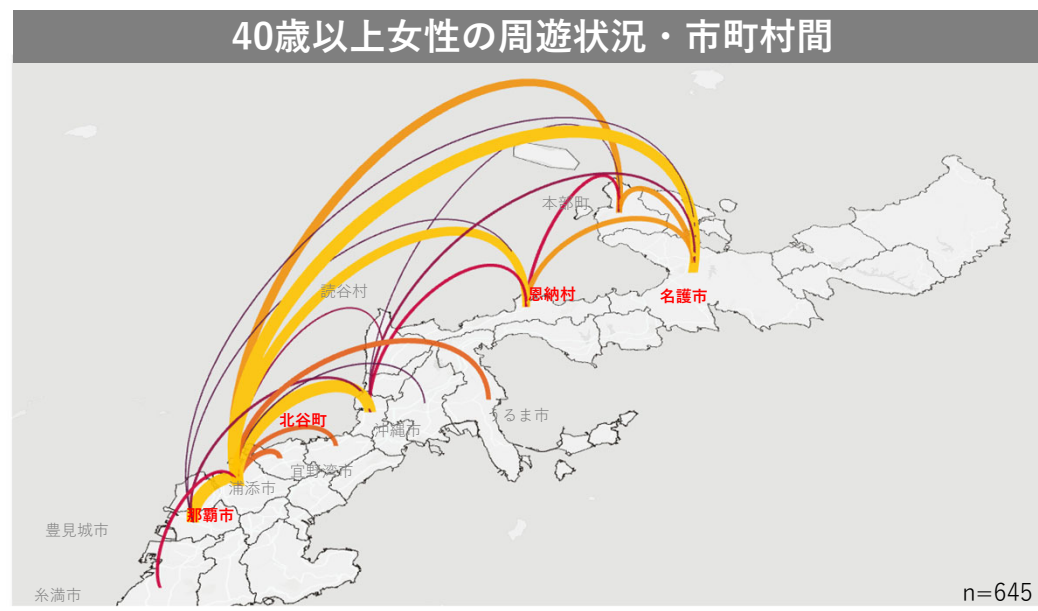 40歳以上女性の周遊状況・市町村間
本部町
読谷村
恩納村
名護市
北谷町
沖縄市
うるま市
宜野湾市
浦添市
那覇市
豊見城市
糸満市
n=645